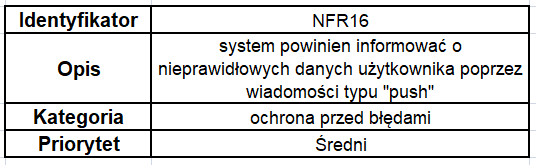 Identyfikator NFR16
Opis system powinien informować o
nieprawidłowych danych użytkownika poprzez
wiadomości typu "push"
Kategoria ochrona przed błędami
Priorytet Średni